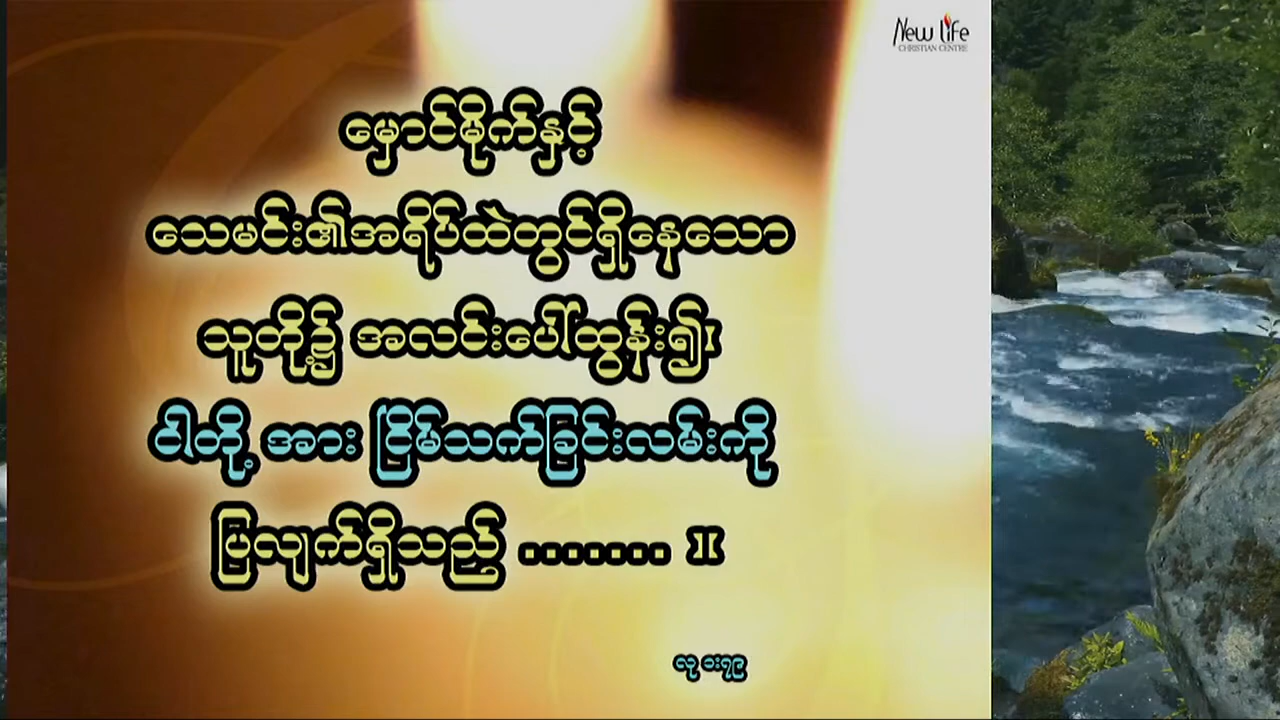 New Life
CHRISTIAN CENTRE
မှောင်မိုက်နှင့်
သေမင်း၏အရိပ်ထဲတွင်ရှိနေသော
သူတို့၌ အလင်းပေါ်ထွန်း၍၊
ငါတို့ အား ငြိမ်သက်ခြင်းလမ်းကို
ပြလျက်ရှိသည် ....... ။
လု ၁း၇၉